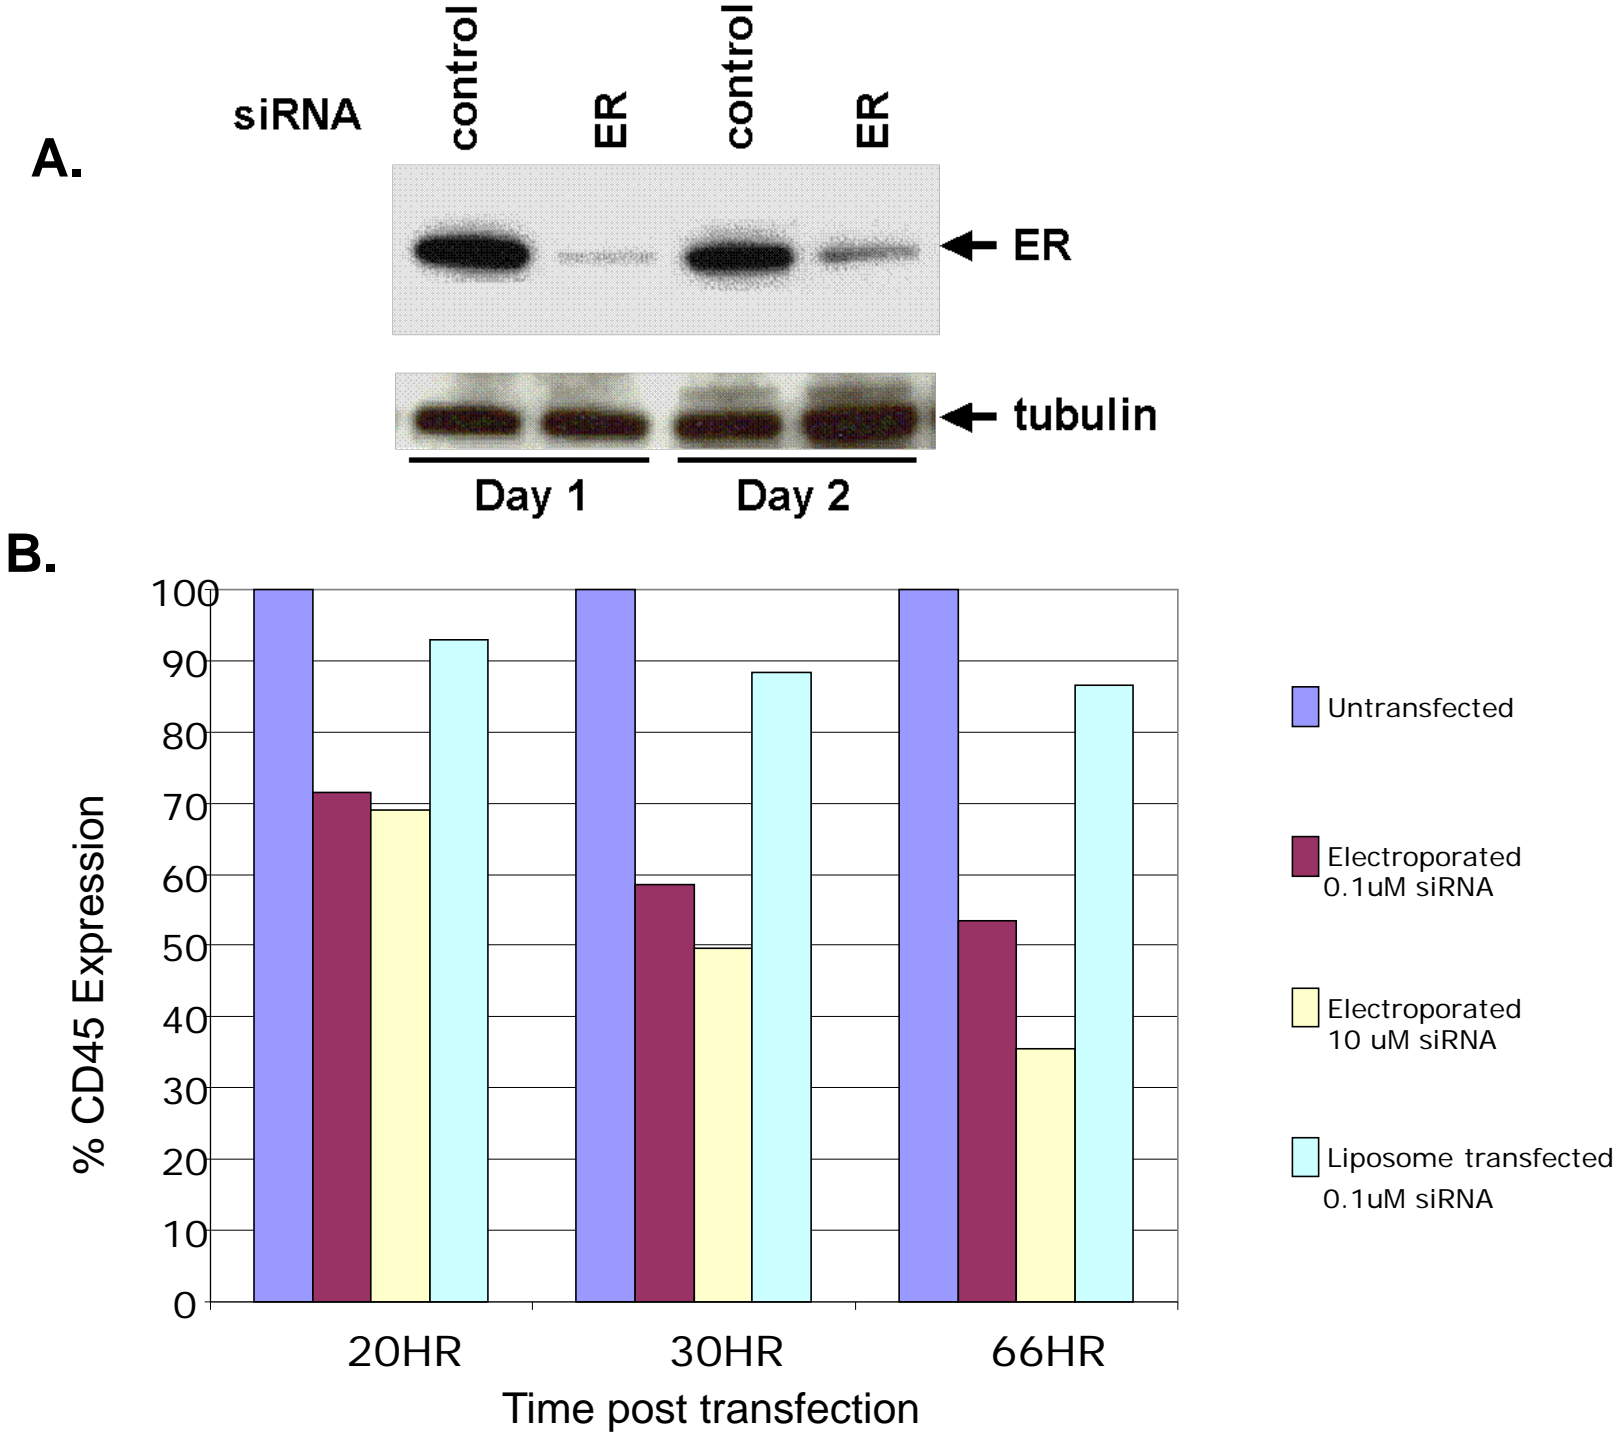 A.
siRNA
control
ER
control
ER
ER
tubulin
Day 1
Day 2
B.
% CD45 Expression
100
90
80
70
60
50
40
30
20
10
0
20HR
30HR
66HR
Time post transfection
Untransfected
Electroporated
0.1uM siRNA
Electroporated
10 uM siRNA
Liposome transfected
0.1uM siRNA